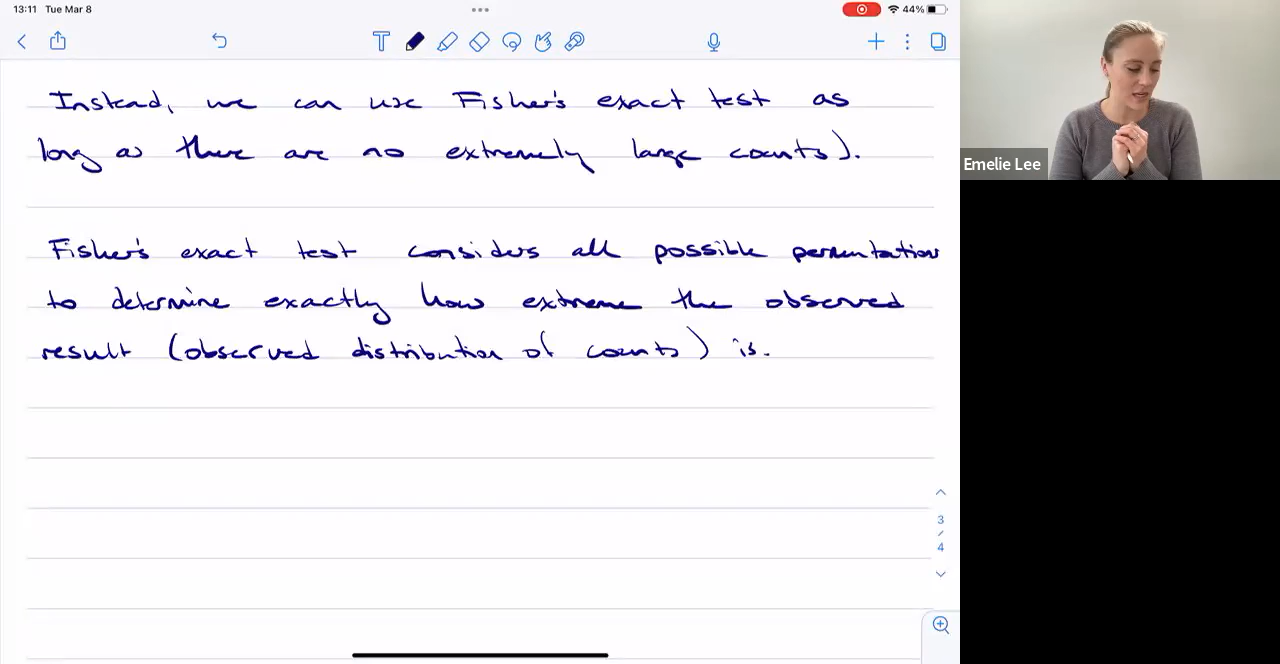 13:11 Tue Mar 8
44%
Instead, we can use Fisher's exact test as
long as there are no extremely large counts).
Fisher's exact test considers all possible permutation
to determine exactly how extreme the observed
result (observed distribution of counts) is.
3
/
4
Emelie Lee